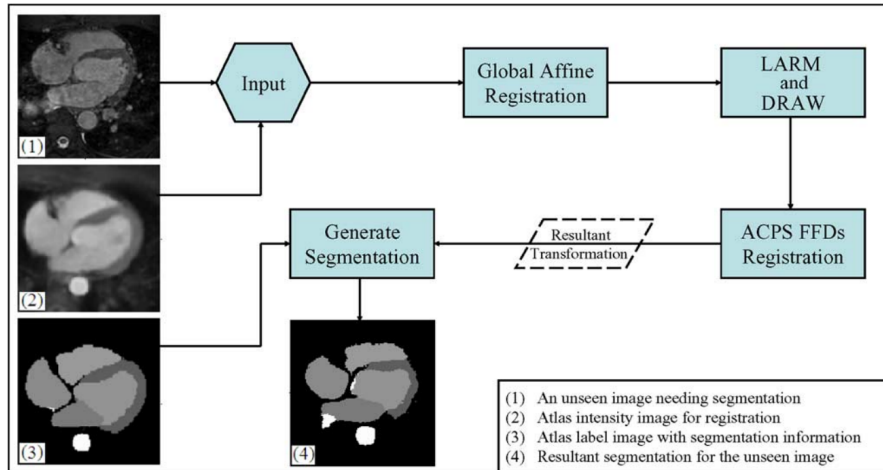 (1)
Input
Global Affine
Registration
LARM
and
DRAW
(2)
Generate
Segmentation
Resultant
Transformation
ACPS FFDs
Registration
(3)
(4)
(1) An unseen image needing segmentation
(2) Atlas intensity image for registration
(3) Atlas label image with segmentation information
(4) Resultant segmentation for the unseen image